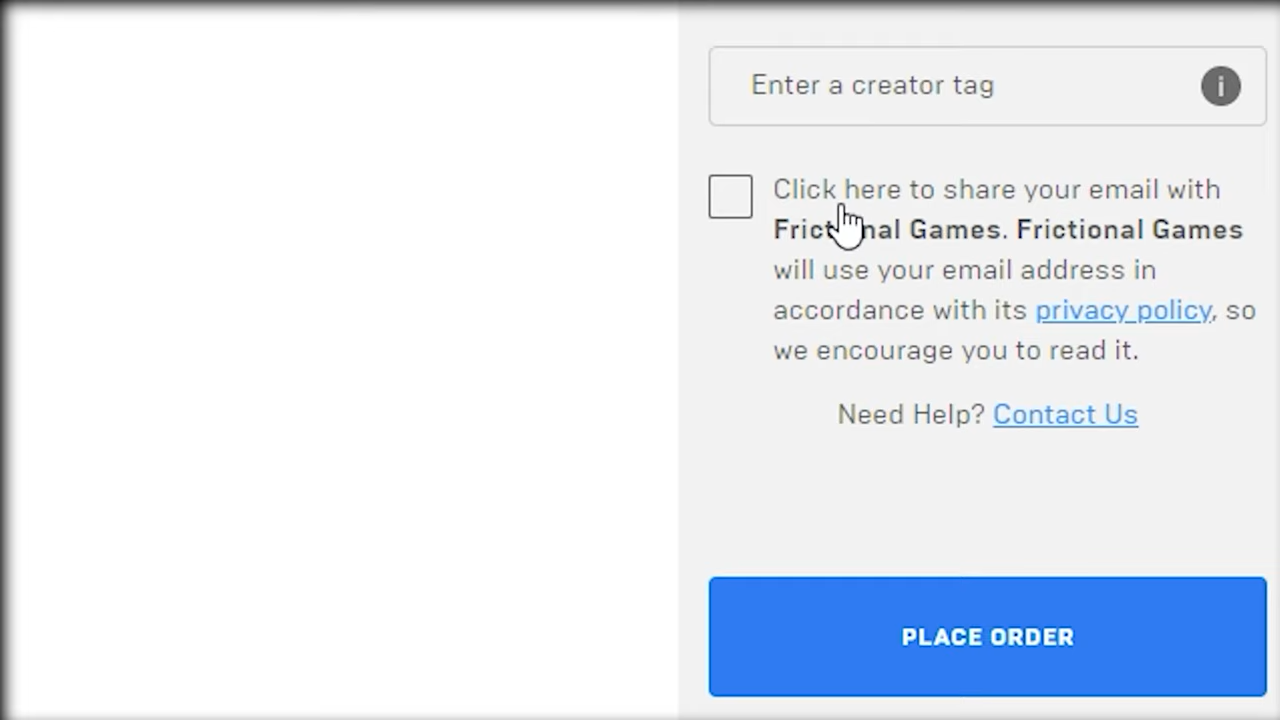 Enter a creator tag
i
Click here to share your email with
Frictional Games. Frictional Games
will use your email address in
accordance with its privacy policy, so
we encourage you to read it.
Need Help? Contact Us
PLACE ORDER